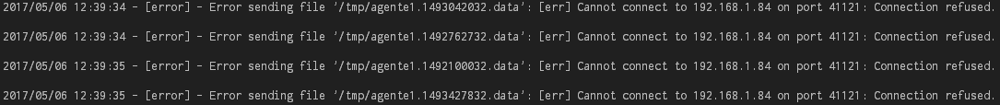 2017/05/06 12:39:34 - [error] - Error sending file '/tmp/agente1.1493042032.data': [err] Cannot connect to 192.168.1.84 on port 41121: Connection refused.
2017/05/06 12:39:34 - [error] - Error sending file '/tmp/agente1.1492762732.data': [err] Cannot connect to 192.168.1.84 on port 41121: Connection refused.
2017/05/06 12:39:35 - [error] - Error sending file '/tmp/agente1.1492100032.data': [err] Cannot connect to 192.168.1.84 on port 41121: Connection refused.
2017/05/06 12:39:35 - [error] - Error sending file '/tmp/agente1.1493427832.data': [err] Cannot connect to 192.168.1.84 on port 41121: Connection refused.